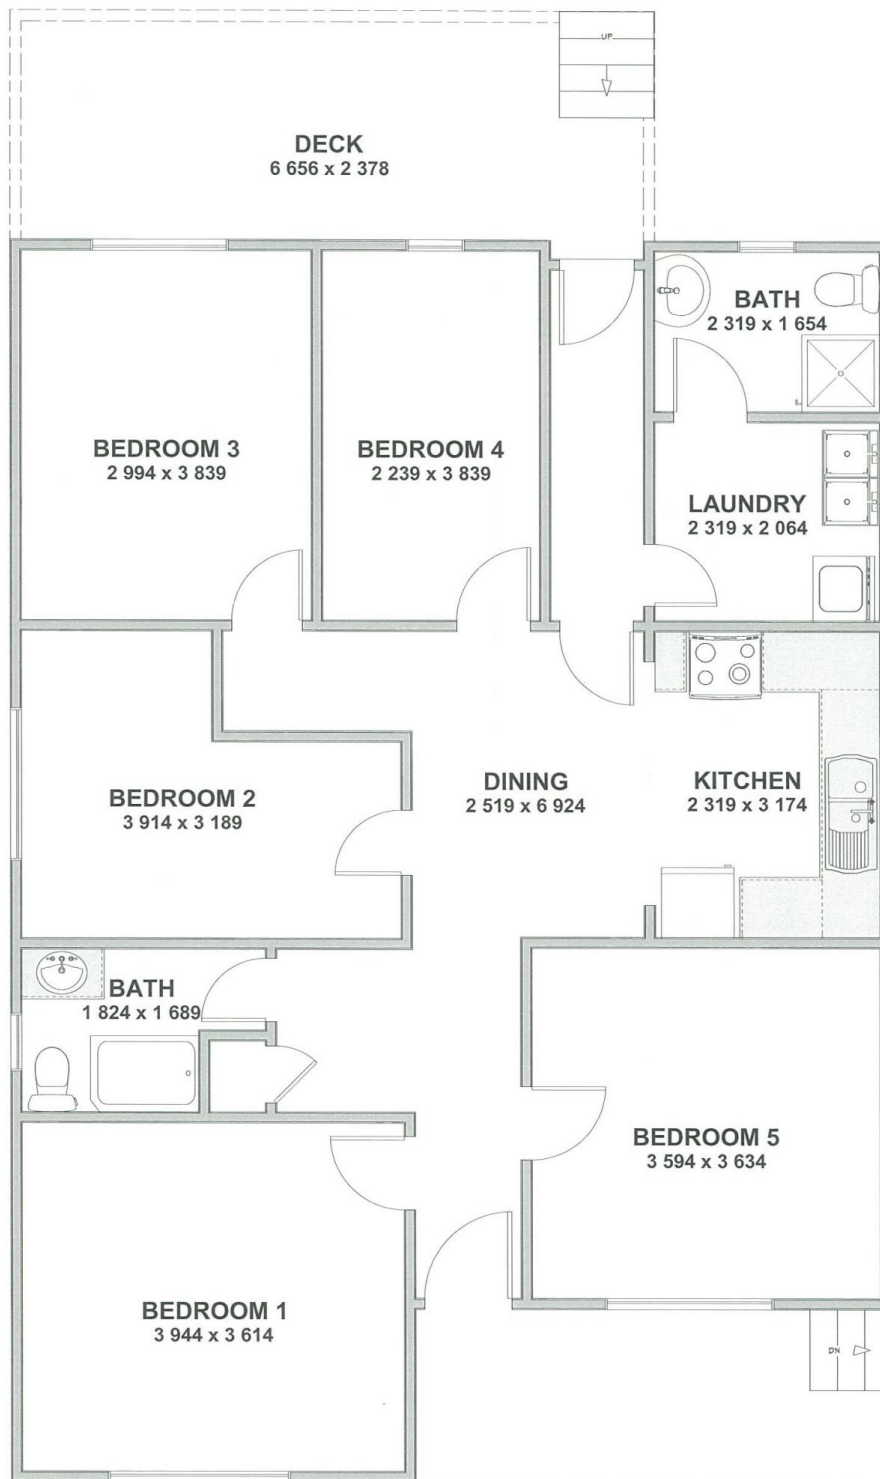 UP
DECK
6 656 x 2 378
BATH
2 319 x 1 654
BEDROOM 3
2 994 x 3 839
BEDROOM 4
2 239 x 3 839
LAUNDRY
2 319 x 2 064
BEDROOM 2
3 914 x 3 189
DINING
2 519 x 6 924
KITCHEN
2 319 x 3 174
BATH
1 824 x 1 689
BEDROOM 5
3 594 x 3 634
BEDROOM 1
3 944 x 3 614
DN